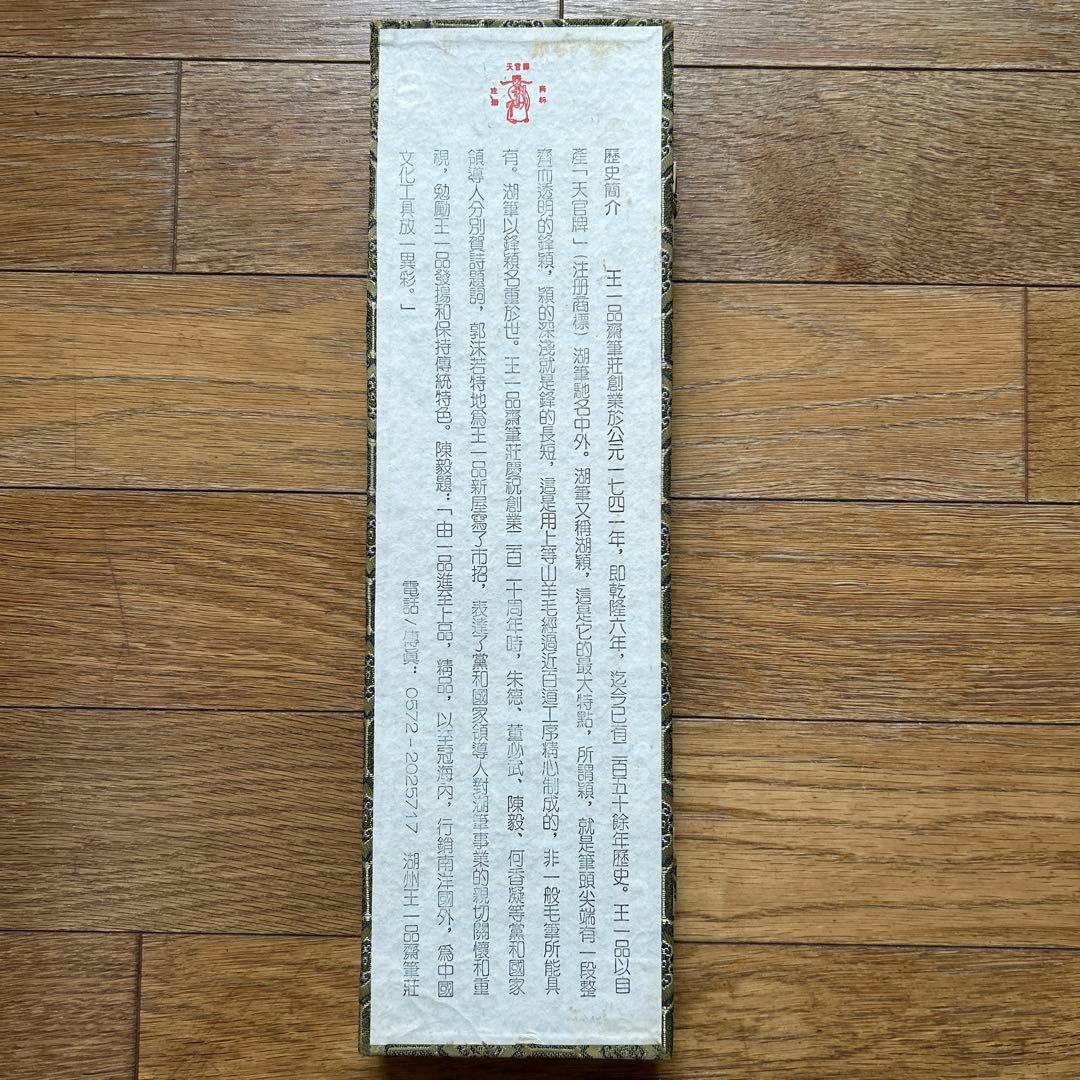 天官牌
註冊
商標
歷史簡介　王一品齋筆莊創業於公元一七四一年，即乾隆六年，迄今已有二百五十餘年歷史。王一品以自
產「天官牌」（注册商標）湖筆馳名中外。湖筆又稱湖穎，這是它的最大特點，所謂穎，就是筆頭尖端有一段整
齊而透明的鋒穎，穎的深淺就是鋒的長短，這是用上等山羊毛經過近百道工序精心制成的，非一般毛筆所能具
有。湖筆以鋒穎名重於世。王一品齋筆莊慶祝創業二百二十周年時，朱德、董必武、陳毅、何香凝等黨和國家
領導人分別賀詩題詞，郭沫若特地爲王一品新屋寫了市招，表達了黨和國家領導人對湖筆事業的親切關懷和重
視，勉勵王一品發揚和保持傳統特色。陳毅題：「由一品進至上品，精品，以至冠海內，行銷南洋國外，爲中國
文化工具放一異彩。」
電話/傳真：0572-2025717　湖州王一品齋筆莊